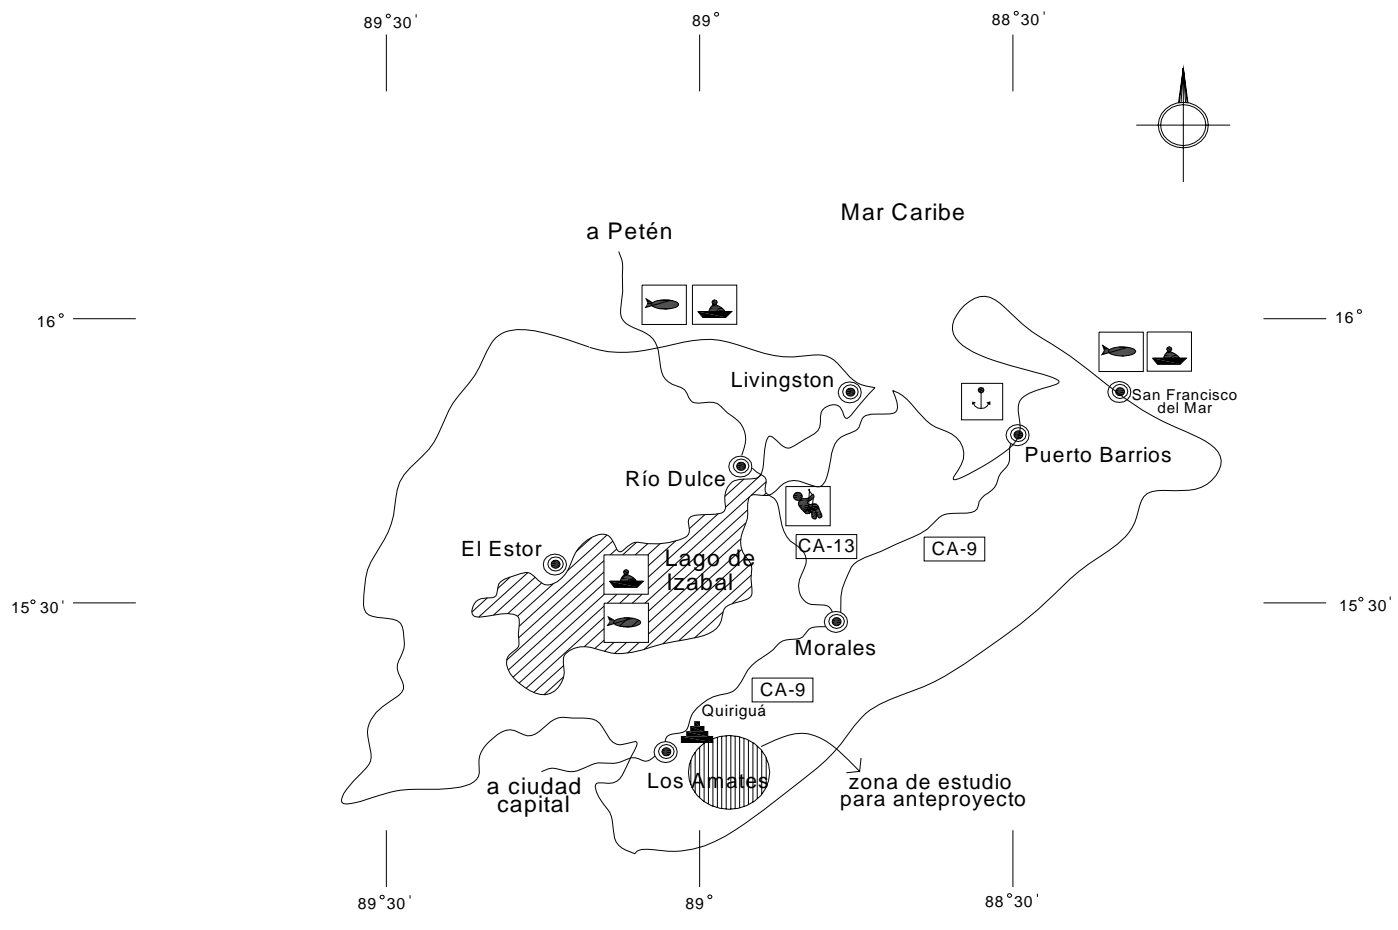 89°30'
89°
88°30'
Mar Caribe
a Petén
16°
16°
Livingston
San Francisco
del Mar
Puerto Barrios
Río Dulce
El Estor
CA-13
CA-9
Lago de
Izabal
15°30'
15°30'
Morales
CA-9
Quiriguá
Los Amates
a ciudad
capital
zona de estudio
para anteproyecto
89°30'
89°
88°30'